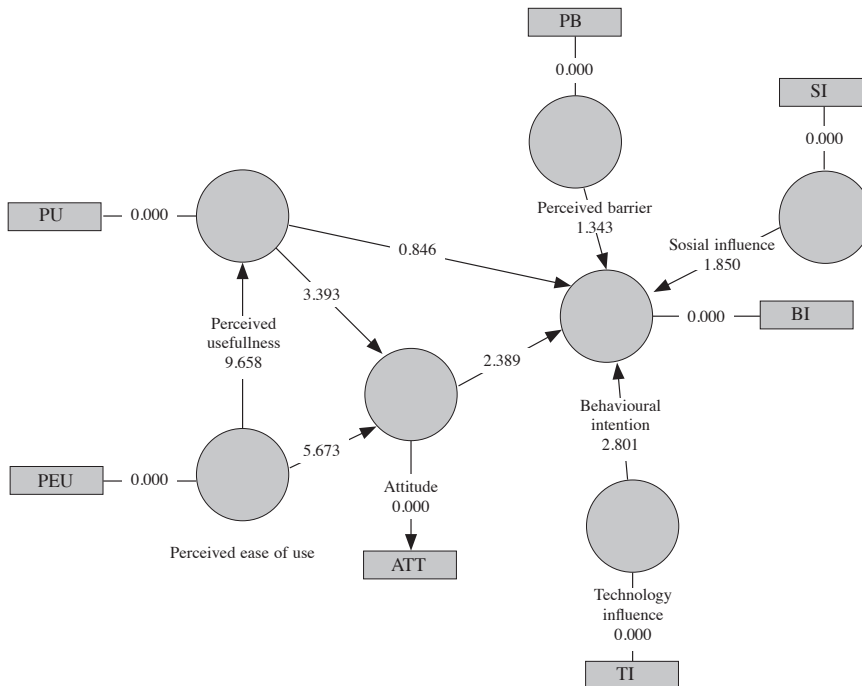 PB
0.000
SI
0.000
PU
0.000
Perceived barrier
1.343
Sosial influence
1.850
0.846
3.393
0.000
BI
Perceived
usefullness
9.658
2.389
Behavioural
intention
2.801
5.673
PEU
0.000
Attitude
0.000
Perceived ease of use
ATT
Technology
influence
0.000
TI